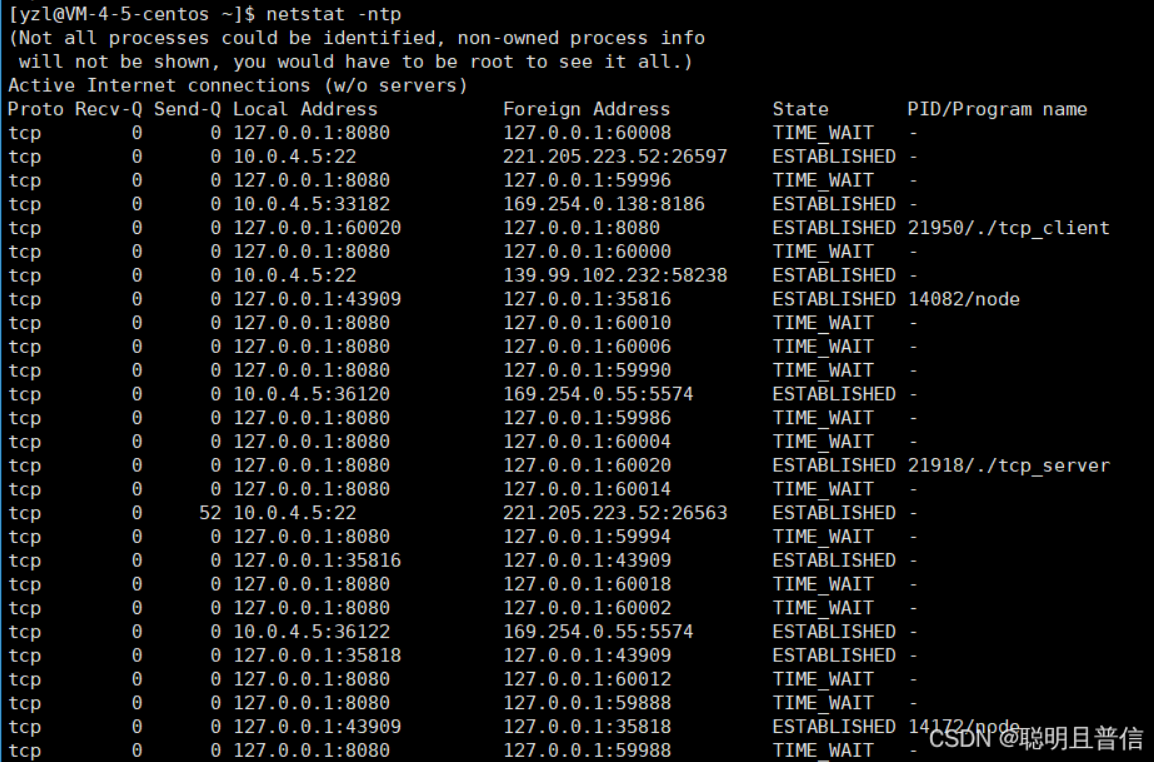 [yzl@VM-4-5-centos ~]$ netstat -ntp
(Not all processes could be identified, non-owned process info
 will not be shown, you would have to be root to see it all.)
Active Internet connections (w/o servers)
Proto Recv-Q Send-Q Local Address           Foreign Address         State       PID/Program name
tcp        0      0 127.0.0.1:8080          127.0.0.1:60008         TIME_WAIT   -
tcp        0      0 10.0.4.5:22             221.205.223.52:26597    ESTABLISHED -
tcp        0      0 127.0.0.1:8080          127.0.0.1:59996         TIME_WAIT   -
tcp        0      0 10.0.4.5:33182          169.254.0.138:8186      ESTABLISHED -
tcp        0      0 127.0.0.1:60020         127.0.0.1:8080          ESTABLISHED 21950/./tcp_client
tcp        0      0 127.0.0.1:8080          127.0.0.1:60000         TIME_WAIT   -
tcp        0      0 10.0.4.5:22             139.99.102.232:58238    ESTABLISHED -
tcp        0      0 127.0.0.1:43909         127.0.0.1:35816         ESTABLISHED 14082/node
tcp        0      0 127.0.0.1:8080          127.0.0.1:60010         TIME_WAIT   -
tcp        0      0 127.0.0.1:8080          127.0.0.1:60006         TIME_WAIT   -
tcp        0      0 127.0.0.1:8080          127.0.0.1:59990         TIME_WAIT   -
tcp        0      0 10.0.4.5:36120          169.254.0.55:5574       ESTABLISHED -
tcp        0      0 127.0.0.1:8080          127.0.0.1:59986         TIME_WAIT   -
tcp        0      0 127.0.0.1:8080          127.0.0.1:60004         TIME_WAIT   -
tcp        0      0 127.0.0.1:8080          127.0.0.1:60020         ESTABLISHED 21918/./tcp_server
tcp        0      0 127.0.0.1:8080          127.0.0.1:60014         TIME_WAIT   -
tcp        0     52 10.0.4.5:22             221.205.223.52:26563    ESTABLISHED -
tcp        0      0 127.0.0.1:8080          127.0.0.1:59994         TIME_WAIT   -
tcp        0      0 127.0.0.1:35816         127.0.0.1:43909         ESTABLISHED -
tcp        0      0 127.0.0.1:8080          127.0.0.1:60018         TIME_WAIT   -
tcp        0      0 127.0.0.1:8080          127.0.0.1:60002         TIME_WAIT   -
tcp        0      0 10.0.4.5:36122          169.254.0.55:5574       ESTABLISHED -
tcp        0      0 127.0.0.1:35818         127.0.0.1:43909         ESTABLISHED -
tcp        0      0 127.0.0.1:8080          127.0.0.1:60012         TIME_WAIT   -
tcp        0      0 127.0.0.1:8080          127.0.0.1:59888         TIME_WAIT   -
tcp        0      0 127.0.0.1:43909         127.0.0.1:35818         ESTABLISHED 14172/node
tcp        0      0 127.0.0.1:8080          127.0.0.1:59988         TIME_WAIT   -
CSDN @聪明且普信